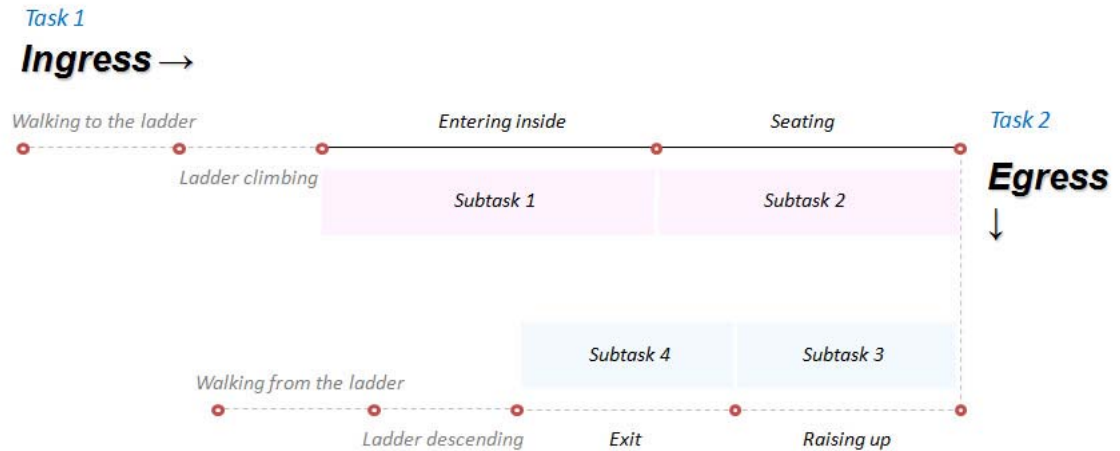 Task 1
Ingress →
Walking to the ladder
Entering inside
Seating
Task 2
Ladder climbing
Egress
↓
Subtask 1
Subtask 2
Subtask 4
Subtask 3
Walking from the ladder
Ladder descending
Exit
Raising up